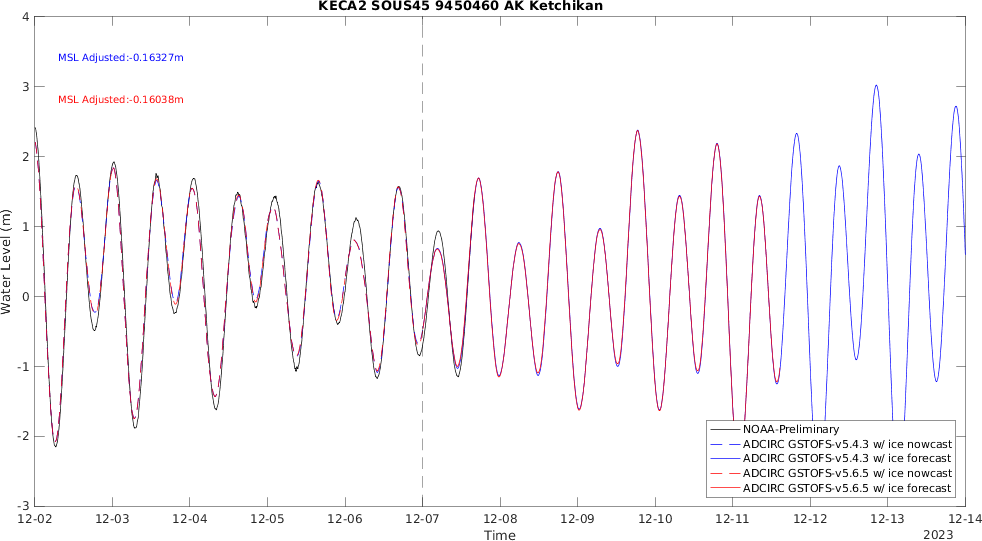 KECA2 SOUS45 9450460 AK Ketchikan
4
MSL Adjusted:-0.16327m
3
MSL Adjusted:-0.16038m
2
1
Water Level (m)
0
-1
-2
-3
NOAA-Preliminary
ADCIRC GSTOFS-v5.4.3 w/ ice nowcast
ADCIRC GSTOFS-v5.4.3 w/ ice forecast
ADCIRC GSTOFS-v5.6.5 w/ ice nowcast
ADCIRC GSTOFS-v5.6.5 w/ ice forecast
12-02 12-03 12-04 12-05 12-06 12-07 12-08 12-09 12-10 12-11 12-12 12-13 12-14
Time
2023